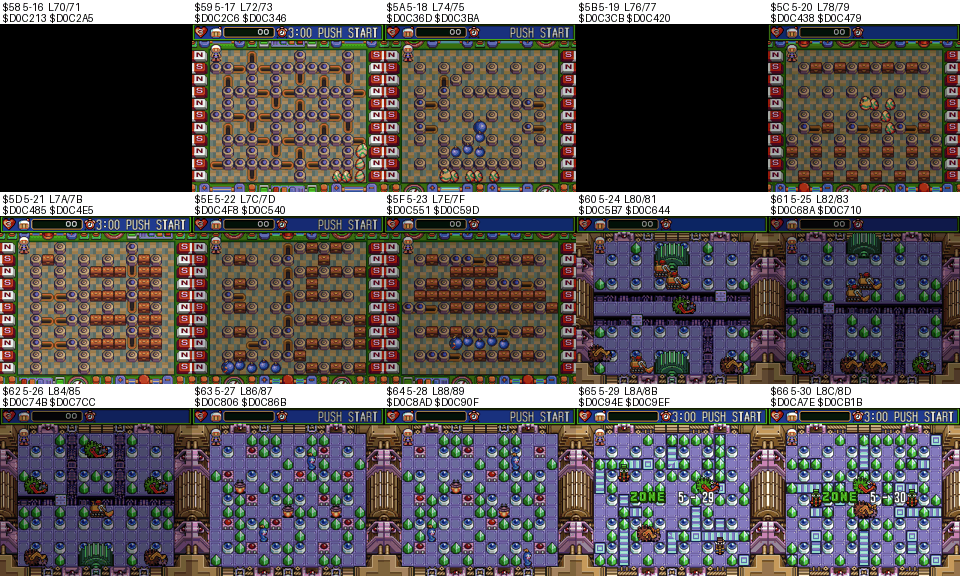 $58 5-16 L70/71
$D0C213 $D0C2A5
$59 5-17 L72/73
$D0C2C6 $D0C346
$5A 5-18 L74/75
$D0C36D $D0C3BA
$5B 5-19 L76/77
$D0C3CB $D0C420
$5C 5-20 L78/79
$D0C438 $D0C479
00 3:00 PUSH START
00 PUSH START
00
$5D 5-21 L7A/7B
$D0C485 $D0C4E5
$5E 5-22 L7C/7D
$D0C4F8 $D0C540
$5F 5-23 L7E/7F
$D0C551 $D0C59D
$60 5-24 L80/81
$D0C5B7 $D0C644
$61 5-25 L82/83
$D0C68A $D0C710
00 3:00 PUSH START
00
00 PUSH START
00
00
$62 5-26 L84/85
$D0C74B $D0C7CC
$63 5-27 L86/87
$D0C806 $D0C86B
$64 5-28 L88/89
$D0C8AD $D0C90F
$65 5-29 L8A/8B
$D0C94E $D0C9EF
$66 5-30 L8C/8D
$D0CA7E $D0CB1B
PUSH START
PUSH START
3:00 PUSH START
3:00 PUSH START
ZONE 5-29
ZONE 5-30